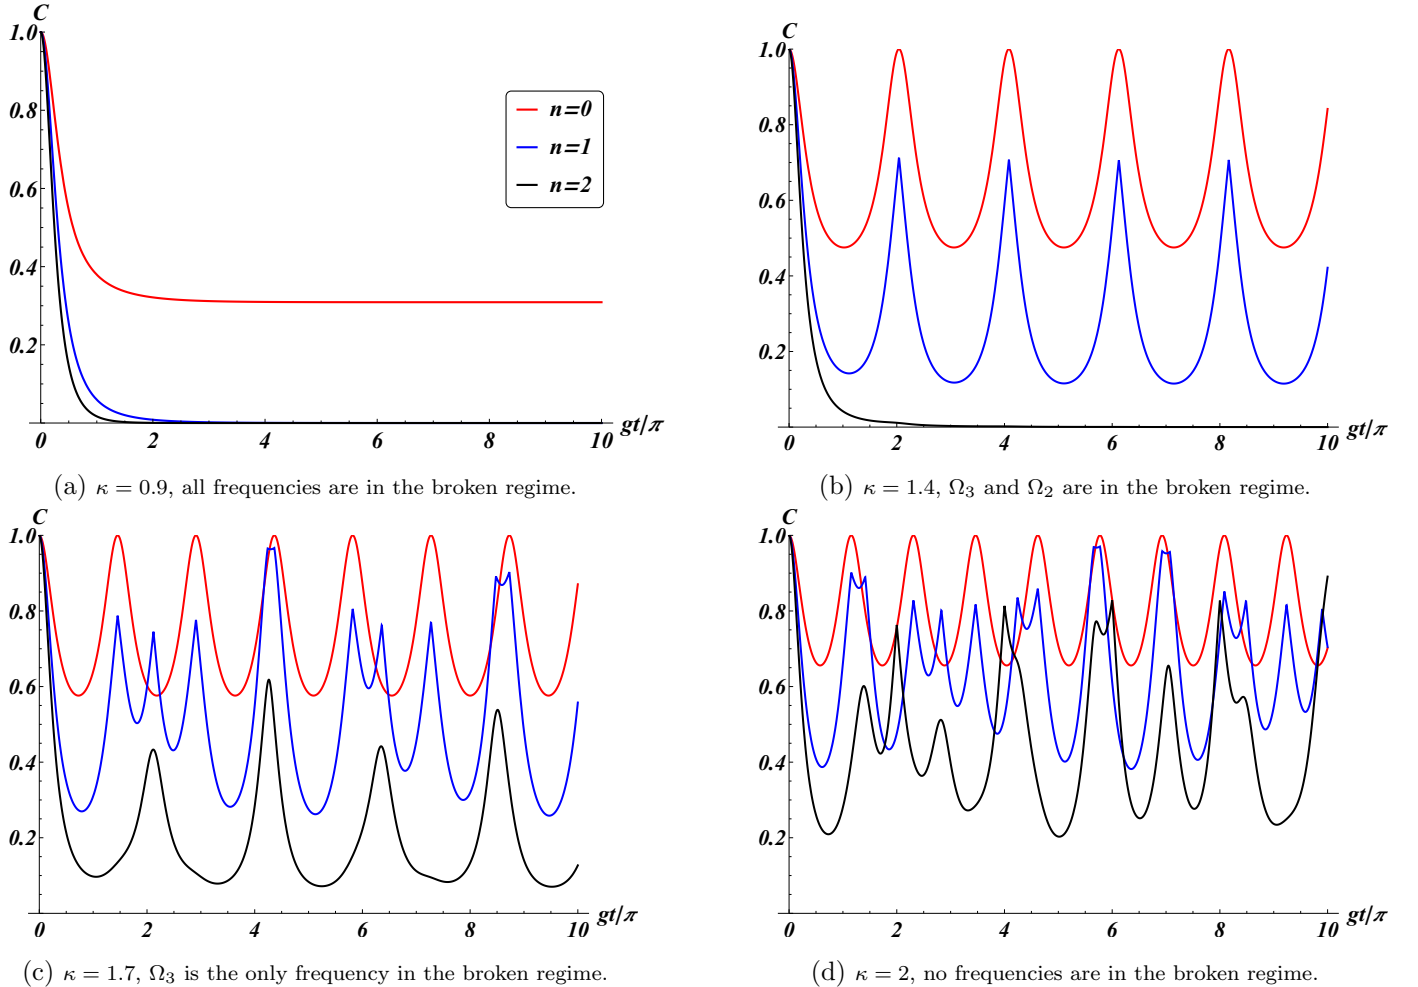 C
1.0
0.8
0.6
0.4
0.2
0 2 4 6 8 10 gt/π
n=0
n=1
n=2
(a) κ = 0.9, all frequencies are in the broken regime.
C
1.0
0.8
0.6
0.4
0.2
0 2 4 6 8 10 gt/π
(b) κ = 1.4, Ω₃ and Ω₂ are in the broken regime.
C
1.0
0.8
0.6
0.4
0.2
0 2 4 6 8 10 gt/π
(c) κ = 1.7, Ω₃ is the only frequency in the broken regime.
C
1.0
0.8
0.6
0.4
0.2
0 2 4 6 8 10 gt/π
(d) κ = 2, no frequencies are in the broken regime.